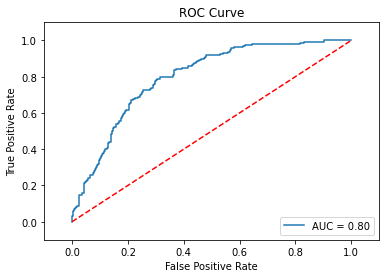 ROC Curve
True Positive Rate
1.0
0.8
0.6
0.4
0.2
0.0
AUC = 0.80
0.0 0.2 0.4 0.6 0.8 1.0
False Positive Rate